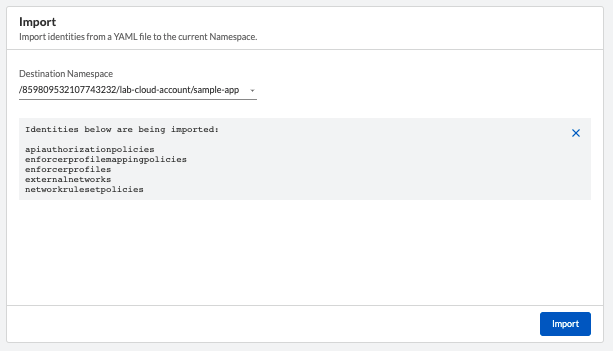 Import
Import identities from a YAML file to the current Namespace.
Destination Namespace
/859809532107743232/lab-cloud-account/sample-app
Identities below are being imported:
apiauthorizationpolicies
enforcerprofilemappingpolicies
enforcerprofiles
externalnetworks
networkrulesetpolicies
Import